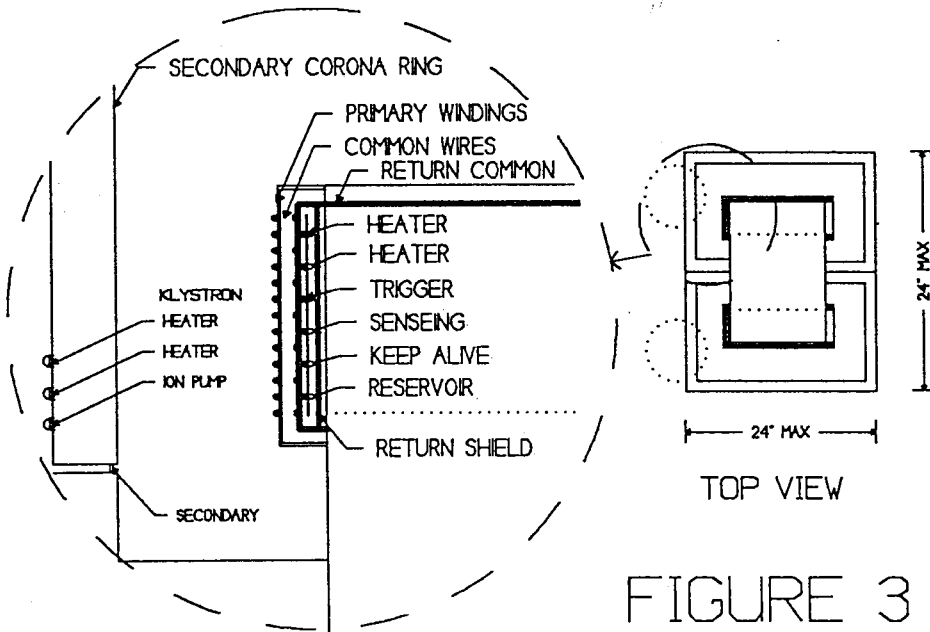 SECONDARY CORONA RING
PRIMARY WINDINGS
COMMON WIRES
RETURN COMMON
HEATER
HEATER
TRIGGER
SENSEING
KEEP ALIVE
RESERVOIR
RETURN SHIELD
KLYSTRON
HEATER
HEATER
ION PUMP
SECONDARY
24" MAX
24" MAX
TOP VIEW
FIGURE 3